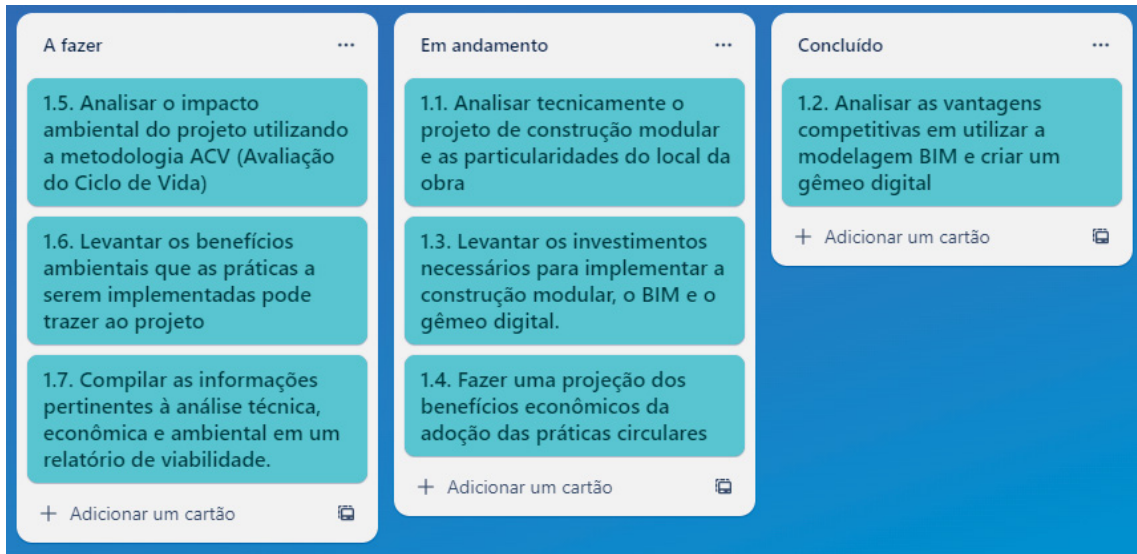 A fazer
1.5. Analisar o impacto
ambiental do projeto utilizando
a metodologia ACV (Avaliação
do Ciclo de Vida)
1.6. Levantar os benefícios
ambientais que as práticas a
serem implementadas pode
trazer ao projeto
1.7. Compilar as informações
pertinentes à análise técnica,
econômica e ambiental em um
relatório de viabilidade.
+ Adicionar um cartão
Em andamento
1.1. Analisar tecnicamente o
projeto de construção modular
e as particularidades do local da
obra
1.3. Levantar os investimentos
necessários para implementar a
construção modular, o BIM e o
gêmeo digital.
1.4. Fazer uma projeção dos
benefícios econômicos da
adoção das práticas circulares
+ Adicionar um cartão
Concluído
1.2. Analisar as vantagens
competitivas em utilizar a
modelagem BIM e criar um
gêmeo digital
+ Adicionar um cartão